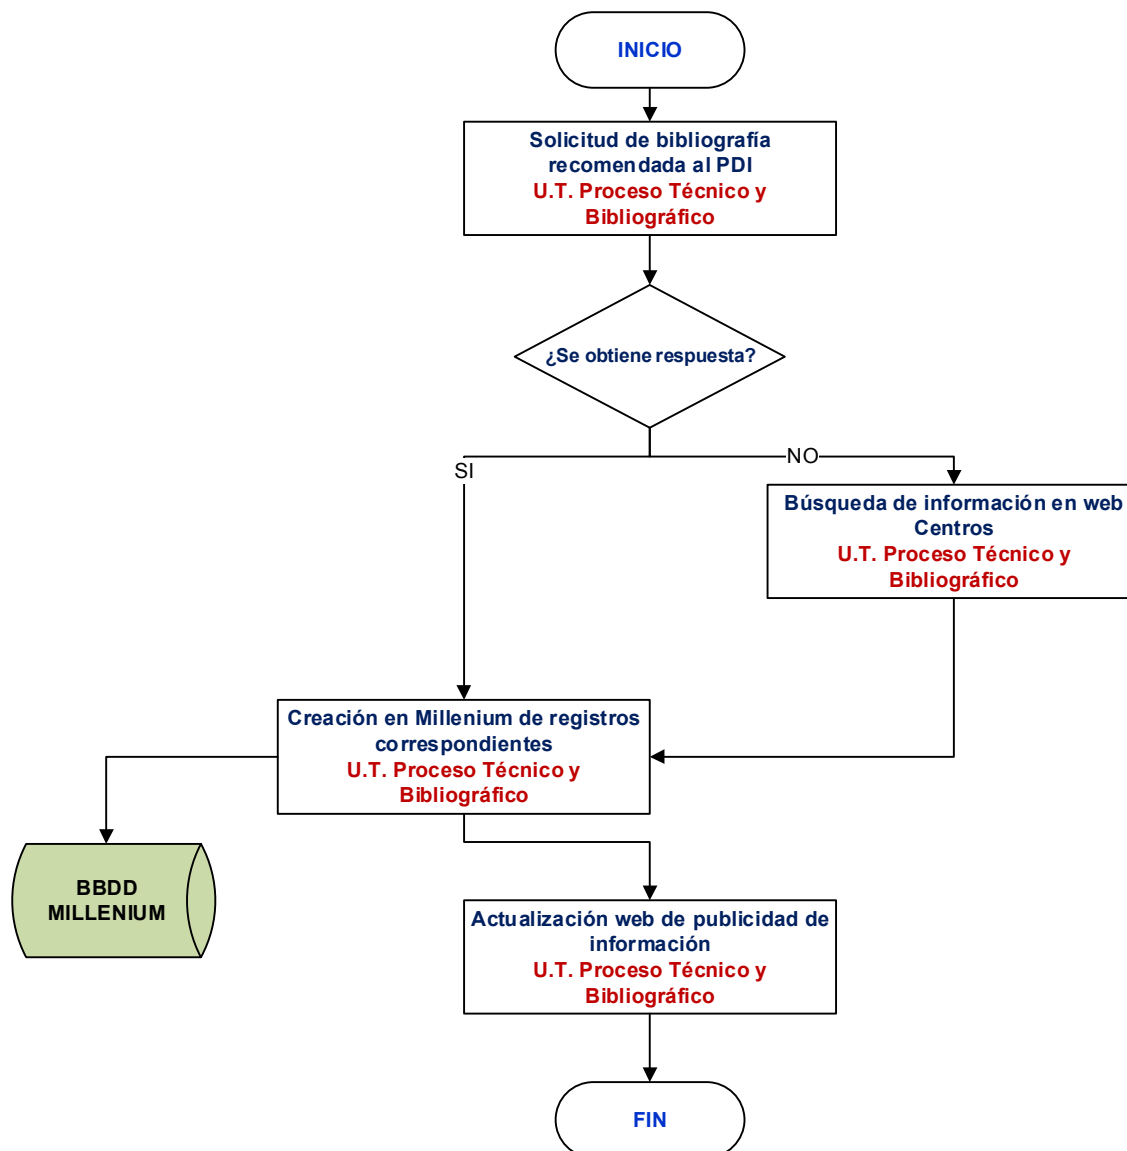 INICIO
Solicitud de bibliografía
recomendada al PDI
U.T. Proceso Técnico y
Bibliográfico
¿Se obtiene respuesta?
SI
NO
Búsqueda de información en web
Centros
U.T. Proceso Técnico y
Bibliográfico
Creación en Millenium de registros
correspondientes
U.T. Proceso Técnico y
Bibliográfico
BBDD
MILLENIUM
Actualización web de publicidad de
información
U.T. Proceso Técnico y
Bibliográfico
FIN